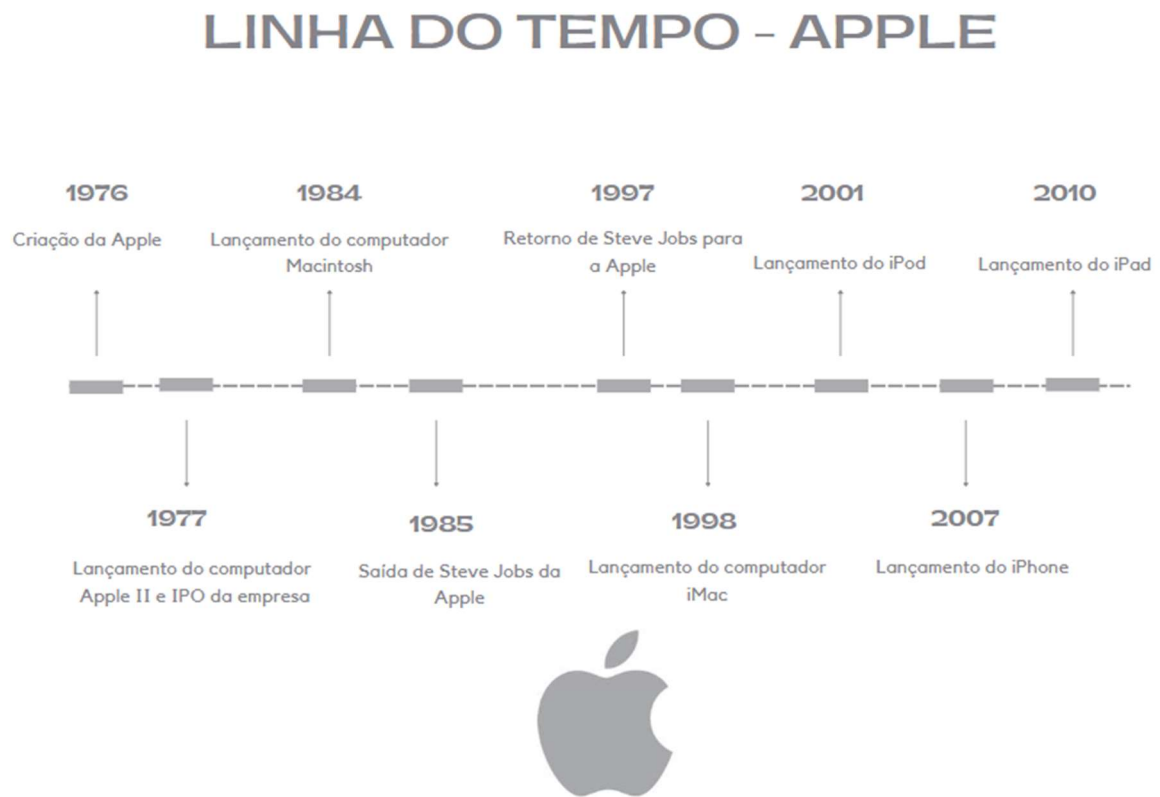 LINHA DO TEMPO - APPLE
1976
Criação da Apple
1984
Lançamento do computador
Macintosh
1997
Retorno de Steve Jobs para
a Apple
2001
Lançamento do iPod
2010
Lançamento do iPad
1977
Lançamento do computador
Apple II e IPO da empresa
1985
Saída de Steve Jobs da
Apple
1998
Lançamento do computador
iMac
2007
Lançamento do iPhone